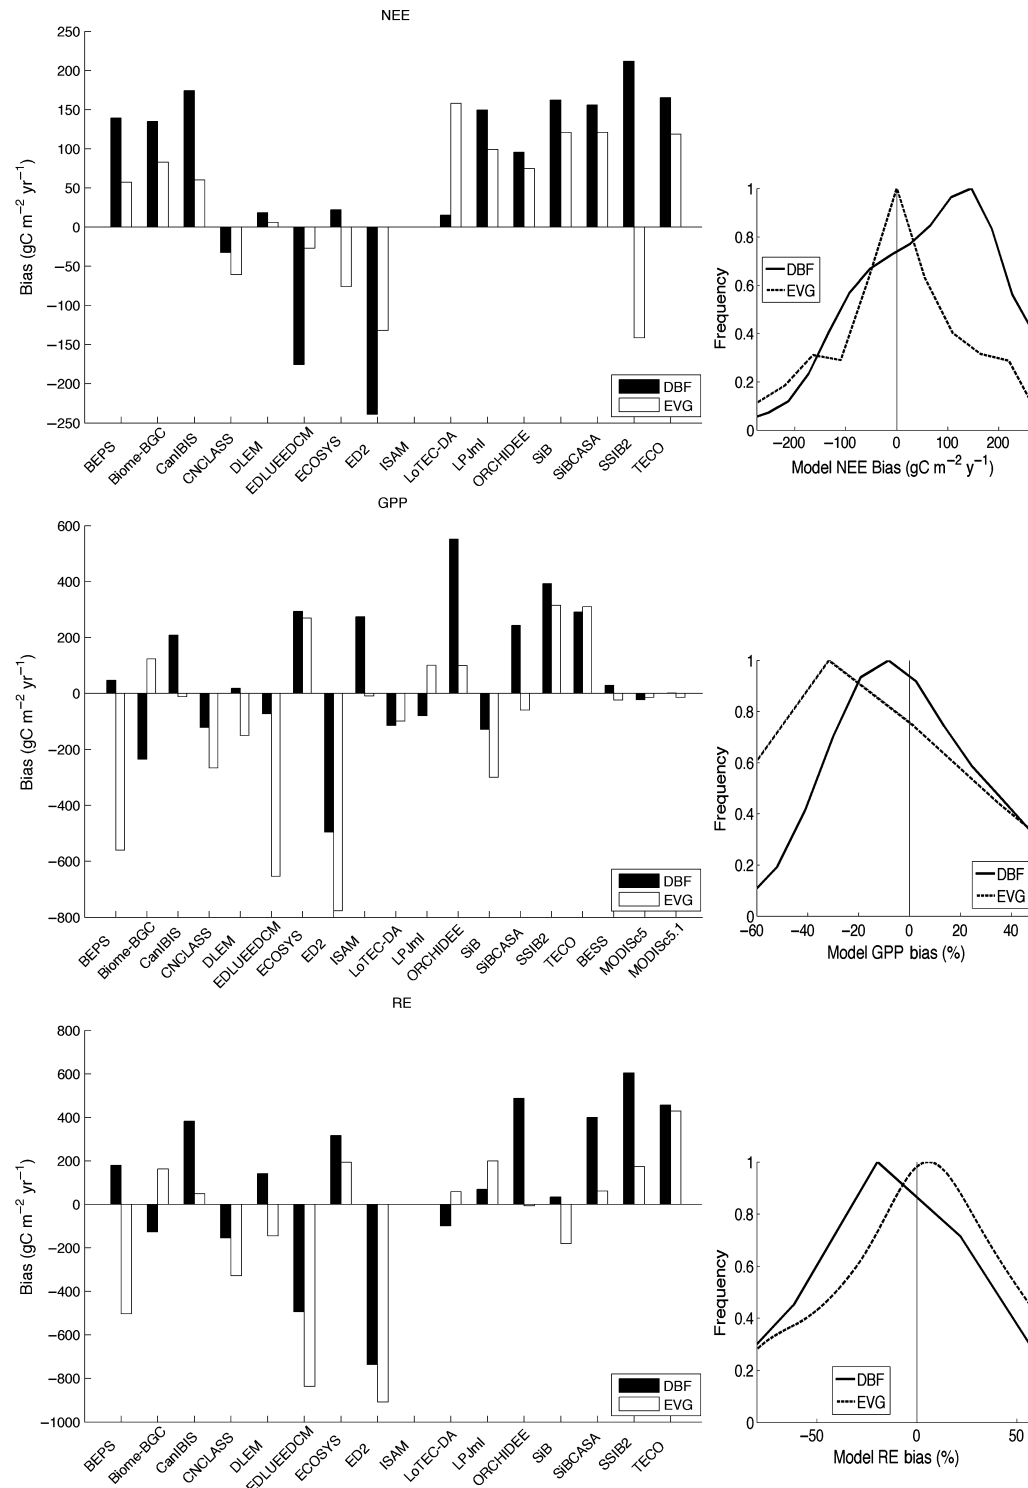 NEE
250
200
150
100
50
0
−50
−100
−150
−200
−250
Bias (gC m−2 yr−1)
DBF
EVG
BEPS
Biome-BGC
CanIBIS
CNCLASS
DLEM
EDLUEEDCM
ECOSYS
ED2
ISAM
LoTEC-DA
LPJml
ORCHIDEE
SiB
SiBCASA
SSIB2
TECO
1
0.8
0.6
0.4
0.2
0
Frequency
DBF
EVG
−200 −100 0 100 200
Model NEE Bias (gC m−2 y−1)
GPP
600
400
200
0
−200
−400
−600
−800
Bias (gC m−2 yr−1)
DBF
EVG
BEPS
Biome-BGC
CanIBIS
CNCLASS
DLEM
EDLUEEDCM
ECOSYS
ED2
ISAM
LoTEC-DA
LPJml
ORCHIDEE
SiB
SiBCASA
SSIB2
TECO
BESS
MODISc5
MODISc5.1
1
0.8
0.6
0.4
0.2
0
Frequency
DBF
EVG
−60 −40 −20 0 20 40
Model GPP bias (%)
RE
800
600
400
200
0
−200
−400
−600
−800
−1000
Bias (gC m−2 yr−1)
DBF
EVG
BEPS
Biome-BGC
CanIBIS
CNCLASS
DLEM
EDLUEEDCM
ECOSYS
ED2
ISAM
LoTEC-DA
LPJml
ORCHIDEE
SiB
SiBCASA
SSIB2
TECO
1
0.8
0.6
0.4
0.2
0
Frequency
DBF
EVG
−50 0 50
Model RE bias (%)